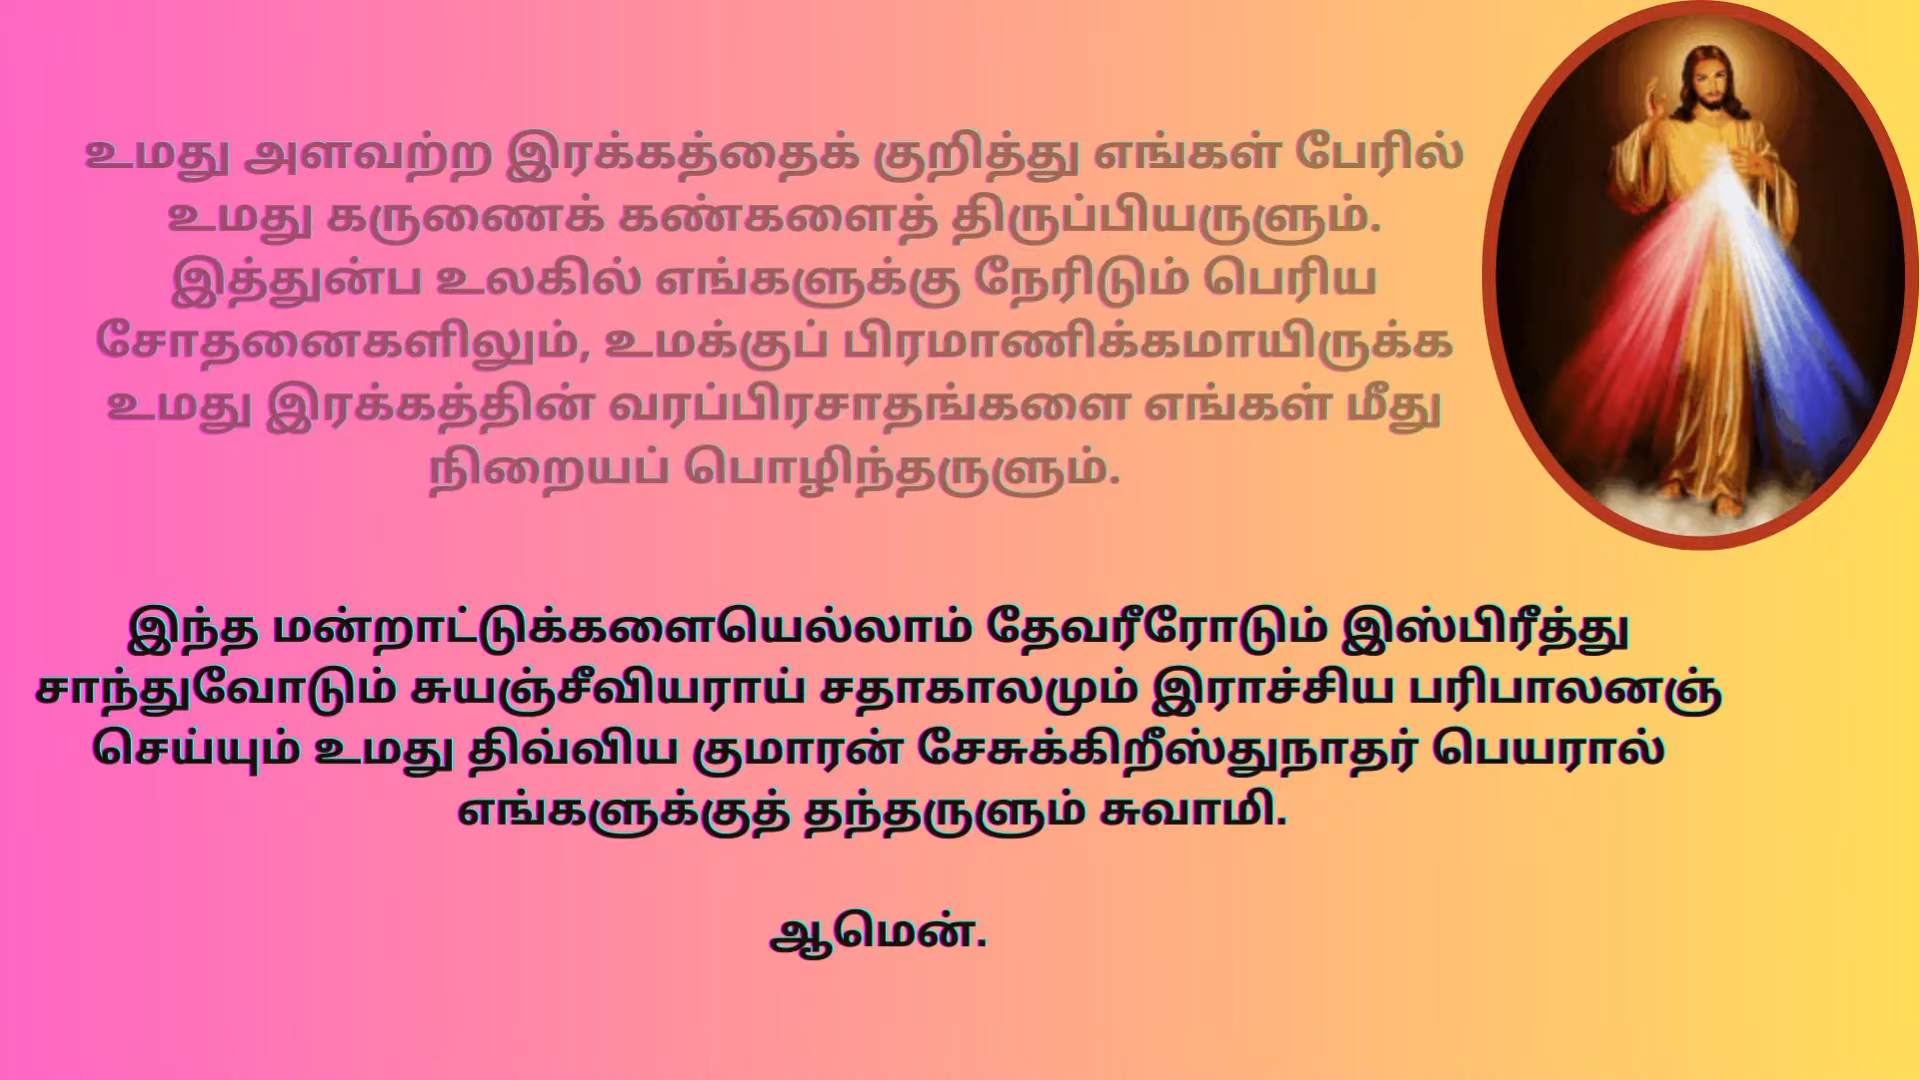 உமது அளவற்ற இரக்கத்தைக் குறித்து எங்கள் பேரில்
உமது கருணைக் கண்களைத் திருப்பியருளும்.
இத்துன்ப உலகில் எங்களுக்கு நேரிடும் பெரிய
சோதனைகளிலும், உமக்குப் பிரமாணிக்கமாயிருக்க
உமது இரக்கத்தின் வரப்பிரசாதங்களை எங்கள் மீது
நிறையப் பொழிந்தருளும்.
இந்த மன்றாட்டுக்களையெல்லாம் தேவரீரோடும் இஸ்பிரீத்து
சாந்துவோடும் சுயஞ்சீவியராய் சதாகாலமும் இராச்சிய பரிபாலனஞ்
செய்யும் உமது திவ்விய குமாரன் சேசுக்கிறீஸ்துநாதர் பெயரால்
எங்களுக்குத் தந்தருளும் சுவாமி.
ஆமென்.